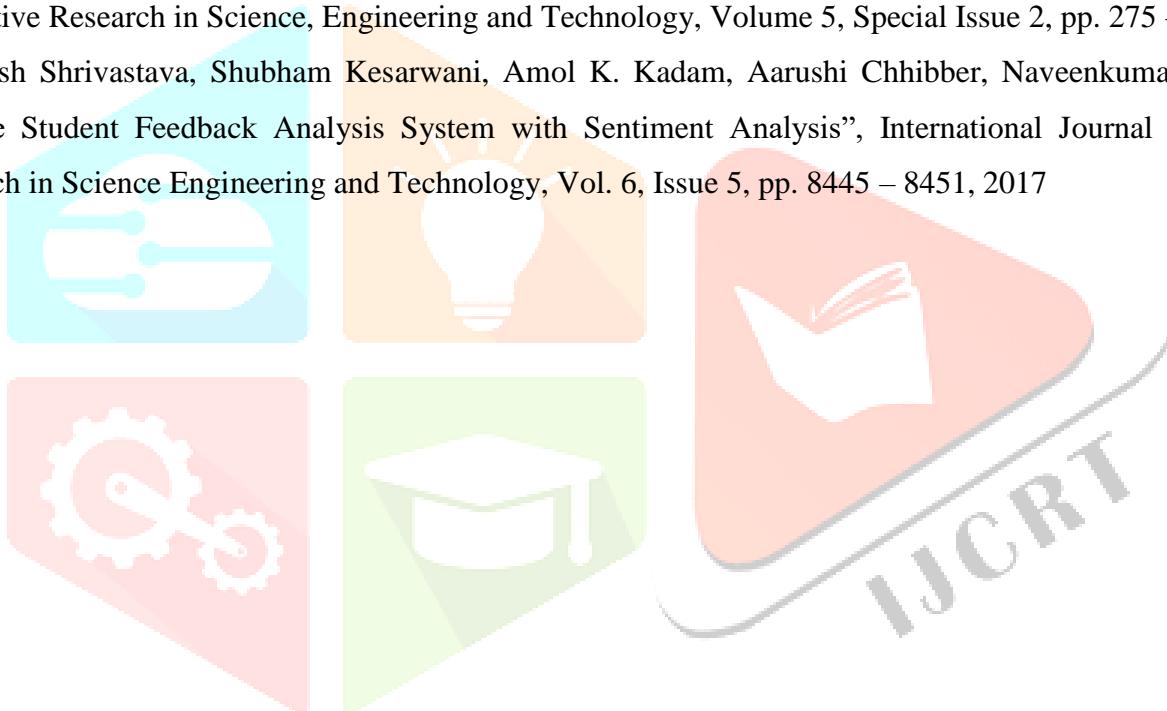 tive Research in Science, Engineering and Technology, Volume 5, Special Issue 2, pp. 275 –
sh Shrivastava, Shubham Kesarwani, Amol K. Kadam, Aarushi Chhibber, Naveenkuma
e Student Feedback Analysis System with Sentiment Analysis”, International Journal
ch in Science Engineering and Technology, Vol. 6, Issue 5, pp. 8445 – 8451, 2017
IJCRT